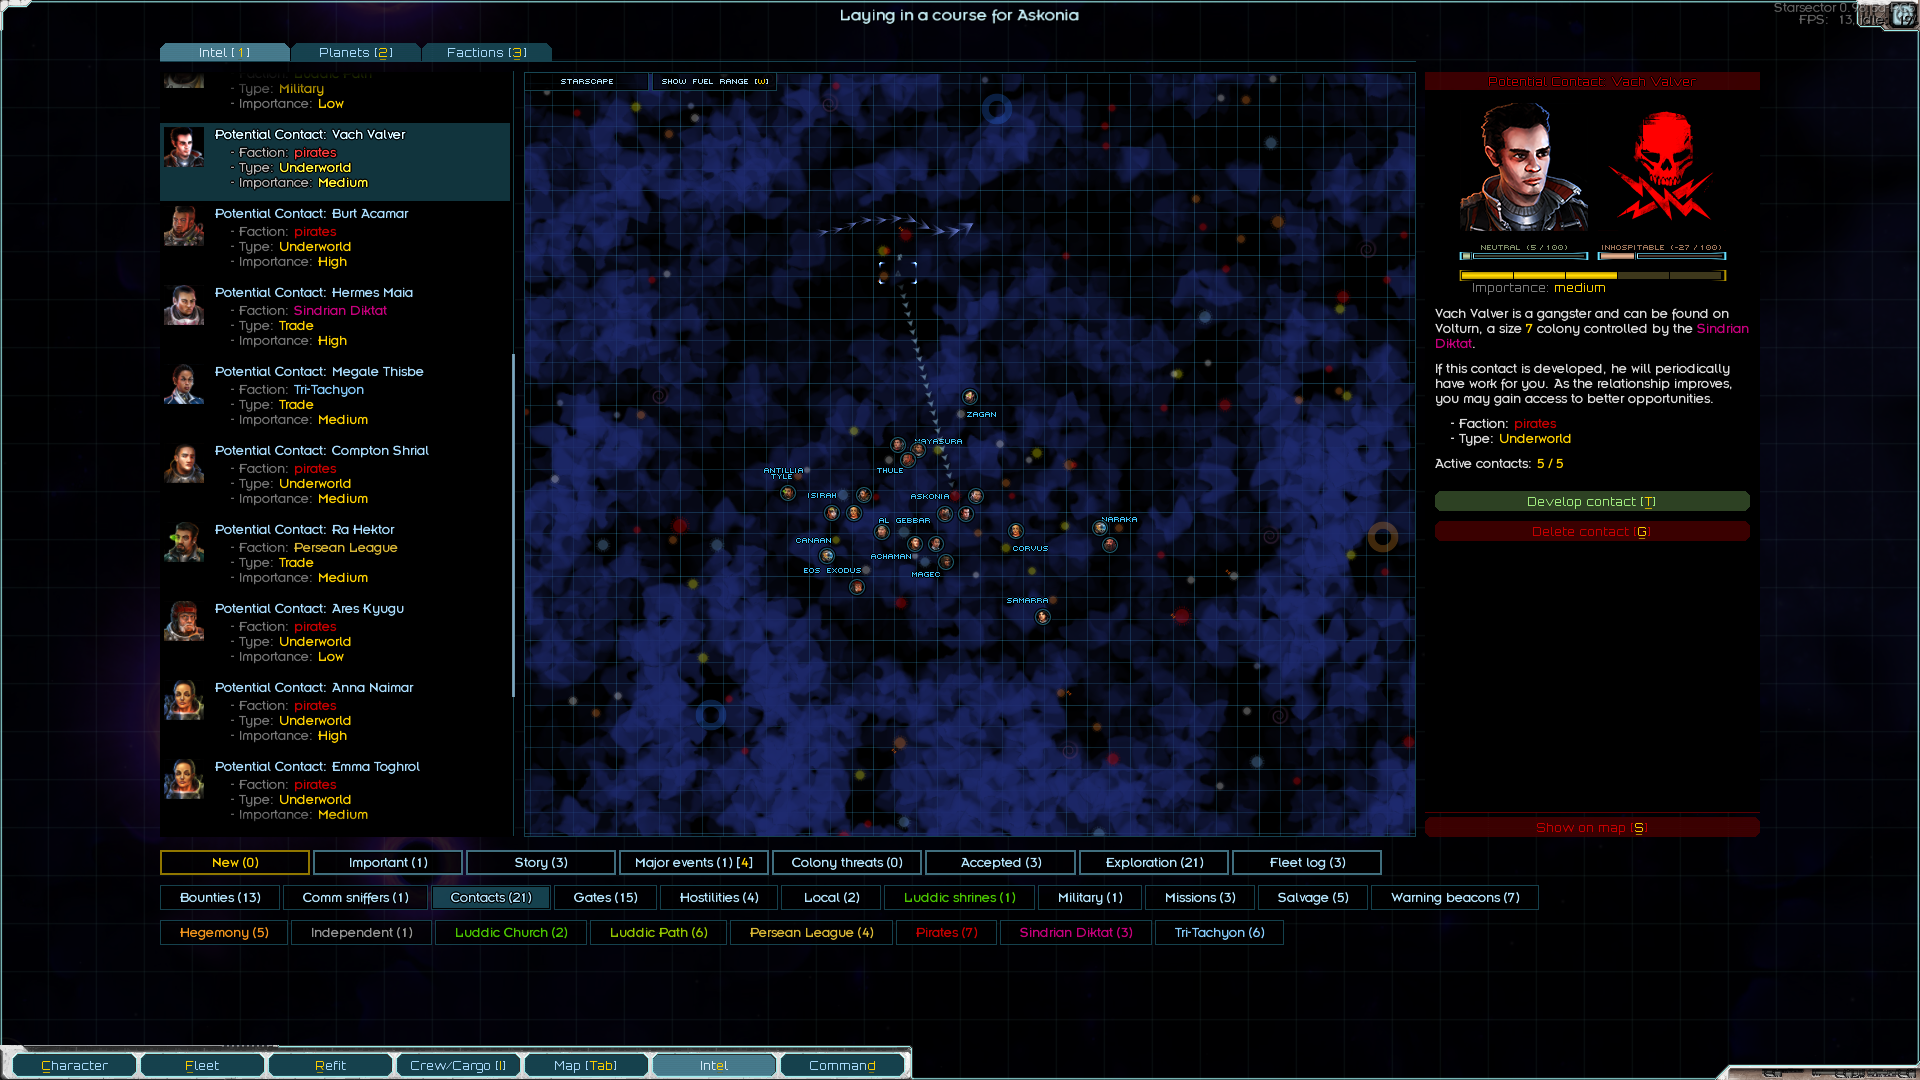 Laying in a course for Askonia
Intel [1]
Planets [2]
Factions [3]
- Faction: Luddic Path
- Type: Military
- Importance: Low
Potential Contact: Vach Valver
- Faction: pirates
- Type: Underworld
- Importance: Medium
Potential Contact: Burt Acamar
- Faction: pirates
- Type: Underworld
- Importance: High
Potential Contact: Hermes Maia
- Faction: Sindrian Diktat
- Type: Trade
- Importance: High
Potential Contact: Megale Thisbe
- Faction: Tri-Tachyon
- Type: Trade
- Importance: Medium
Potential Contact: Compton Shrial
- Faction: pirates
- Type: Underworld
- Importance: Medium
Potential Contact: Ra Hektor
- Faction: Persean League
- Type: Trade
- Importance: Medium
Potential Contact: Ares Kyugu
- Faction: pirates
- Type: Underworld
- Importance: Low
Potential Contact: Anna Naimar
- Faction: pirates
- Type: Underworld
- Importance: High
Potential Contact: Emma Toghrol
- Faction: pirates
- Type: Underworld
- Importance: Medium
STARSCAPE
SHOW FUEL RANGE [W]
ZAGAN
MAYASURA
THULE
ANTILLIA
TYLE
ISIRAH
ASKONIA
AL GEBBAR
NARAKA
CANAAN
ACHAMAN
CORVUS
EOS EXODUS
MAGEC
SAMARRA
Potential Contact: Vach Valver
NEUTRAL (5 / 100)
INHOSPITABLE (-27 / 100)
Importance: medium
Vach Valver is a gangster and can be found on
Volturn, a size 7 colony controlled by the Sindrian
Diktat.
If this contact is developed, he will periodically
have work for you. As the relationship improves,
you may gain access to better opportunities.
- Faction: pirates
- Type: Underworld
Active contacts: 5 / 5
Develop contact [T]
Delete contact [G]
Show on map [S]
New (0)
Important (1)
Story (3)
Major events (1) [4]
Colony threats (0)
Accepted (3)
Exploration (21)
Fleet log (3)
Bounties (13)
Comm sniffers (1)
Contacts (21)
Gates (15)
Hostilities (4)
Local (2)
Luddic shrines (1)
Military (1)
Missions (3)
Salvage (5)
Warning beacons (7)
Hegemony (5)
Independent (1)
Luddic Church (2)
Luddic Path (6)
Persean League (4)
Pirates (7)
Sindrian Diktat (3)
Tri-Tachyon (6)
Character
Fleet
Refit
Crew/Cargo [I]
Map [Tab]
Intel
Command